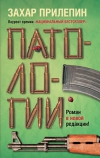 ЗАХАР ПРИЛЕПИН
Лауреат премии НАЦИОНАЛЬНЫЙ БЕСТСЕЛЛЕР
ПАТО-
ЛО-
ГИИ
Роман
в новой
редакции!